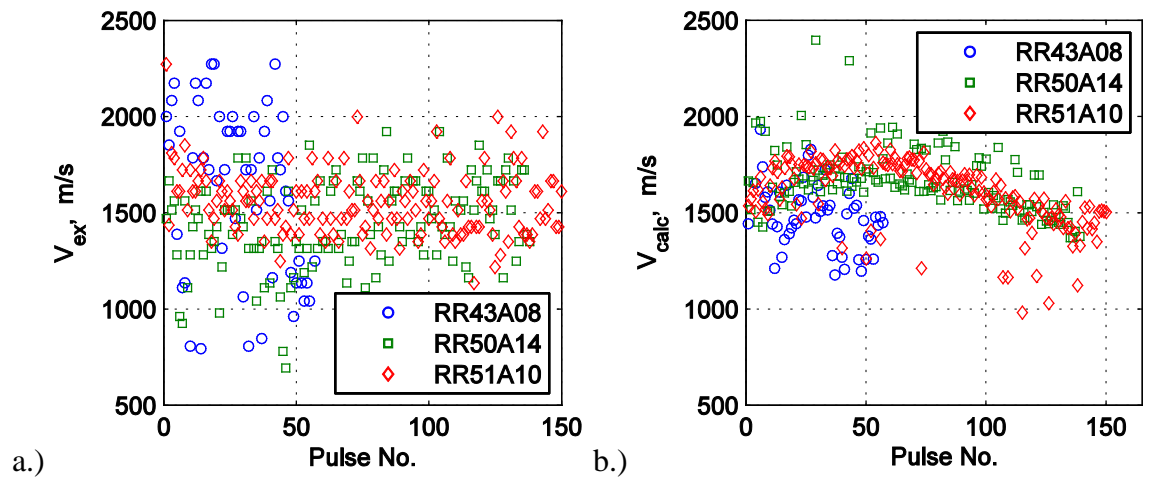 2500
2000
1500
1000
500
V_ex, m/s
0 50 100 150
Pulse No.
RR43A08
RR50A14
RR51A10
a.)
2500
2000
1500
1000
500
V_calc, m/s
0 50 100 150
Pulse No.
RR43A08
RR50A14
RR51A10
b.)